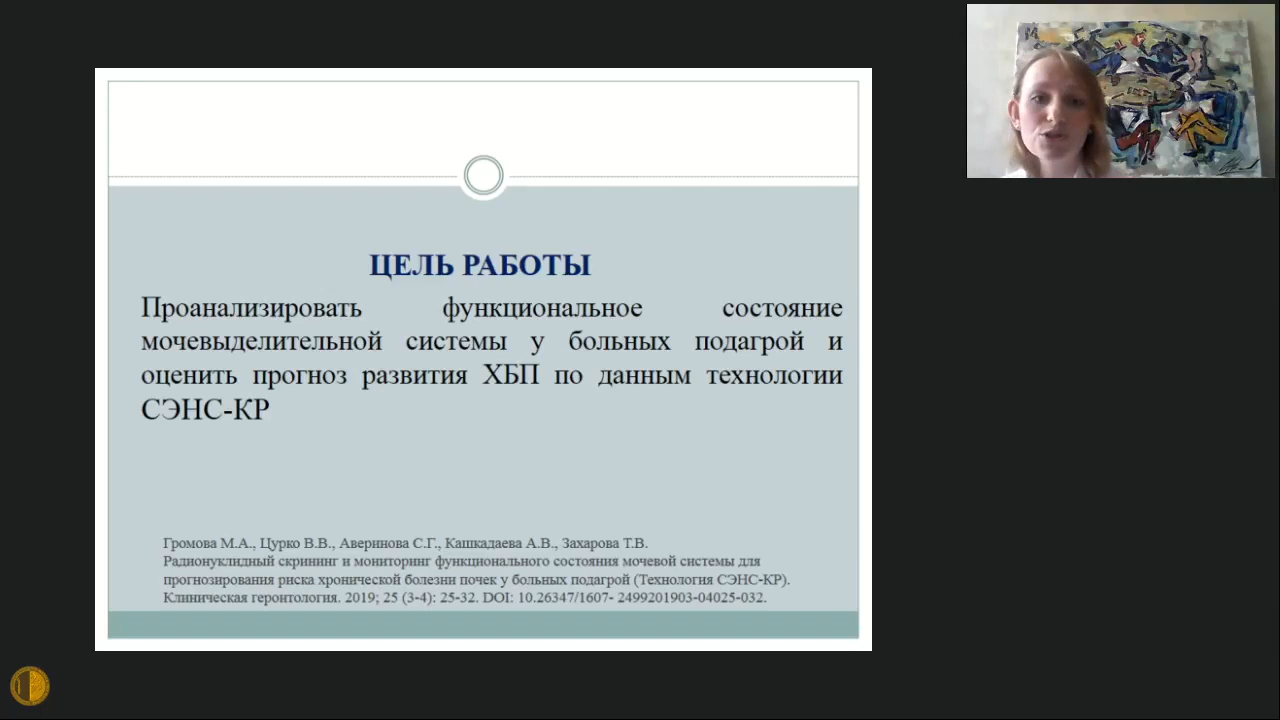 ЦЕЛЬ РАБОТЫ
Проанализировать функциональное состояние
мочевыделительной системы у больных подагрой и
оценить прогноз развития ХБП по данным технологии
СЭНС-КР
Громова М.А., Цурко В.В., Аверинова С.Г., Кашкадаева А.В., Захарова Т.В.
Радионуклидный скрининг и мониторинг функционального состояния мочевой системы для
прогнозирования риска хронической болезни почек у больных подагрой (Технология СЭНС-КР).
Клиническая геронтология. 2019; 25 (3-4): 25-32. DOI: 10.26347/1607- 2499201903-04025-032.